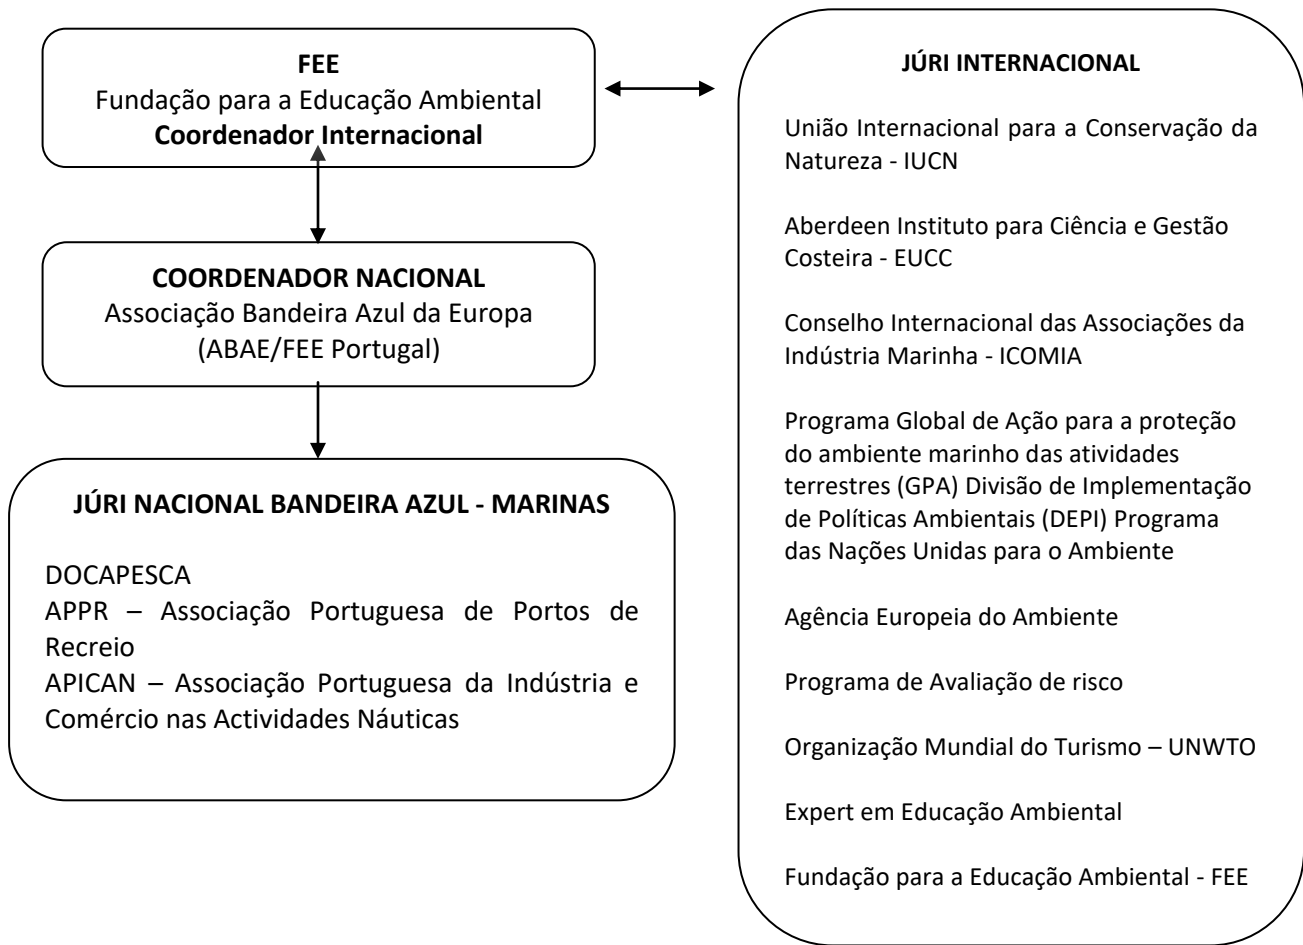 FEE
Fundação para a Educação Ambiental
Coordenador Internacional
COORDENADOR NACIONAL
Associação Bandeira Azul da Europa
(ABAE/FEE Portugal)
JÚRI NACIONAL BANDEIRA AZUL - MARINAS
DOCAPESCA
APPR – Associação Portuguesa de Portos de
Recreio
APICAN – Associação Portuguesa da Indústria e
Comércio nas Actividades Náuticas
JÚRI INTERNACIONAL
União Internacional para a Conservação da
Natureza - IUCN
Aberdeen Instituto para Ciência e Gestão
Costeira - EUCC
Conselho Internacional das Associações da
Indústria Marinha - ICOMIA
Programa Global de Ação para a proteção
do ambiente marinho das atividades
terrestres (GPA) Divisão de Implementação
de Políticas Ambientais (DEPI) Programa
das Nações Unidas para o Ambiente
Agência Europeia do Ambiente
Programa de Avaliação de risco
Organização Mundial do Turismo – UNWTO
Expert em Educação Ambiental
Fundação para a Educação Ambiental - FEE